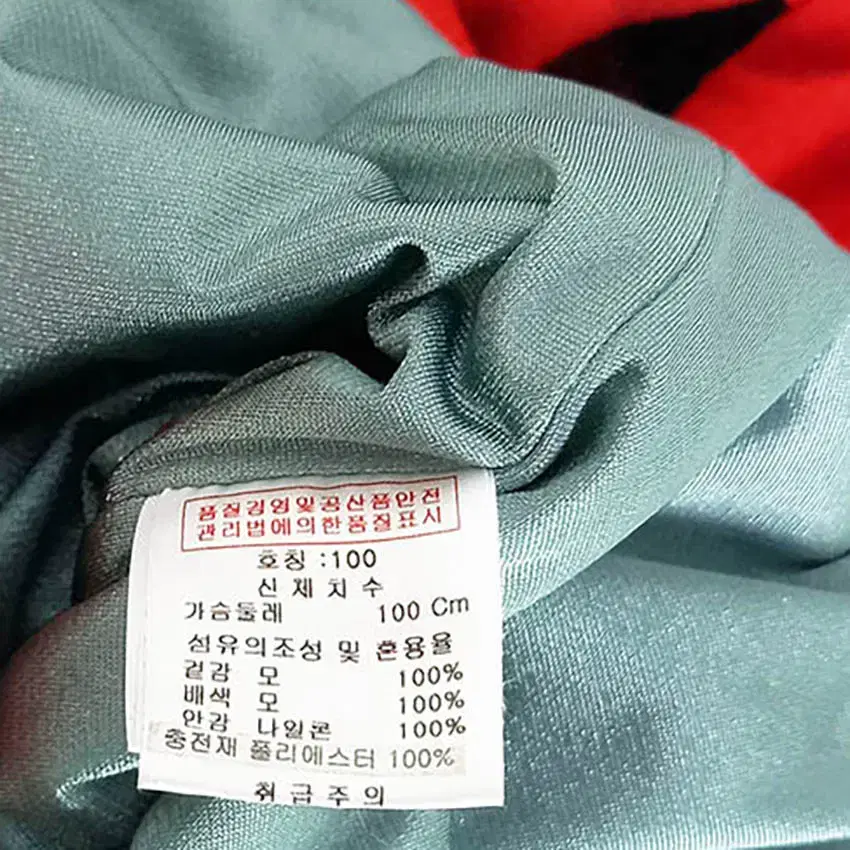 품질경영및공산품안전
관리법에의한품질표시
호칭 :100
신체치수
가슴둘레 100 Cm
섬유의조성 및 혼용율
겉감 모 100%
배색 모 100%
안감 나일론 100%
충전재 폴리에스터 100%
취급주의